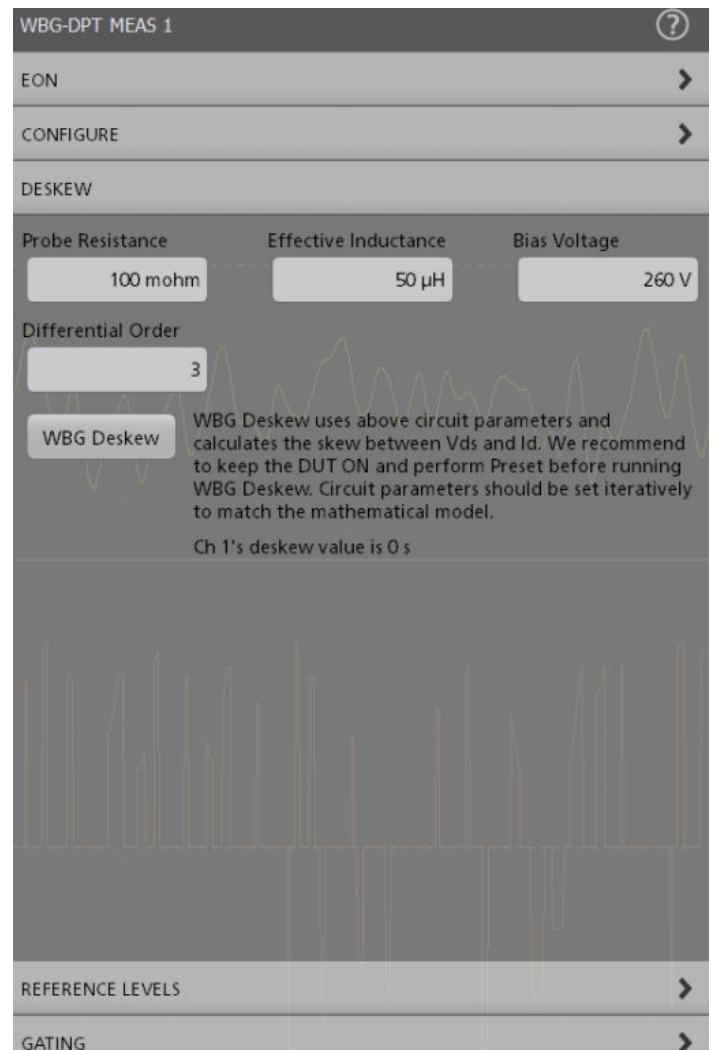 WBG-DPT MEAS 1
?
EON
CONFIGURE
DESKEW
Probe Resistance Effective Inductance Bias Voltage
100 mohm 50 µH 260 V
Differential Order
3
WBG Deskew
WBG Deskew uses above circuit parameters and
calculates the skew between Vds and Id. We recommend
to keep the DUT ON and perform Preset before running
WBG Deskew. Circuit parameters should be set iteratively
to match the mathematical model.
Ch 1's deskew value is 0 s
REFERENCE LEVELS
GATING